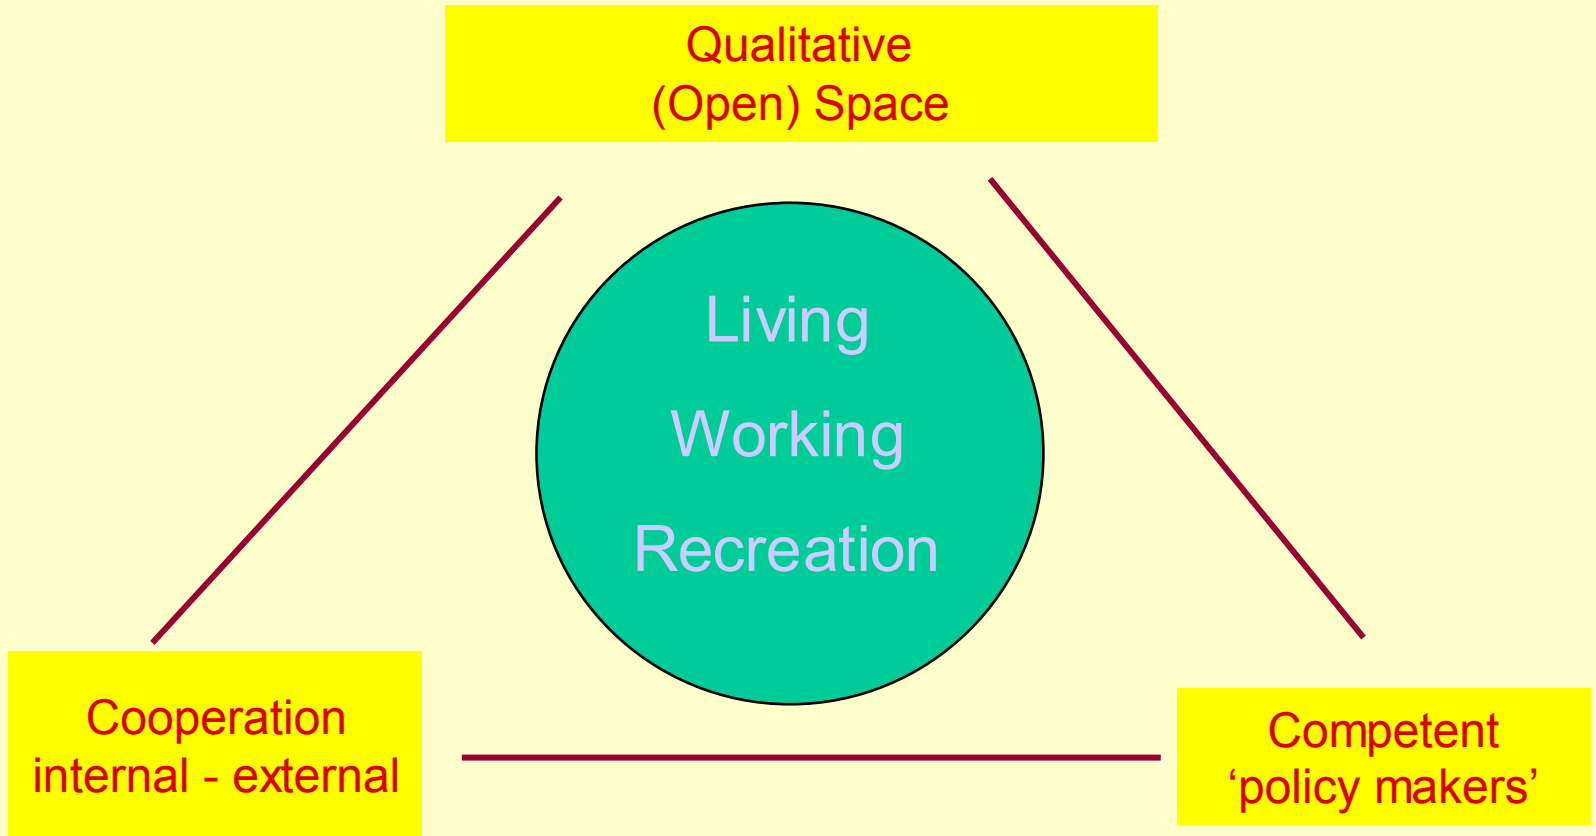 Qualitative
(Open) Space
Living
Working
Recreation
Cooperation
internal - external
Competent
‘policy makers’